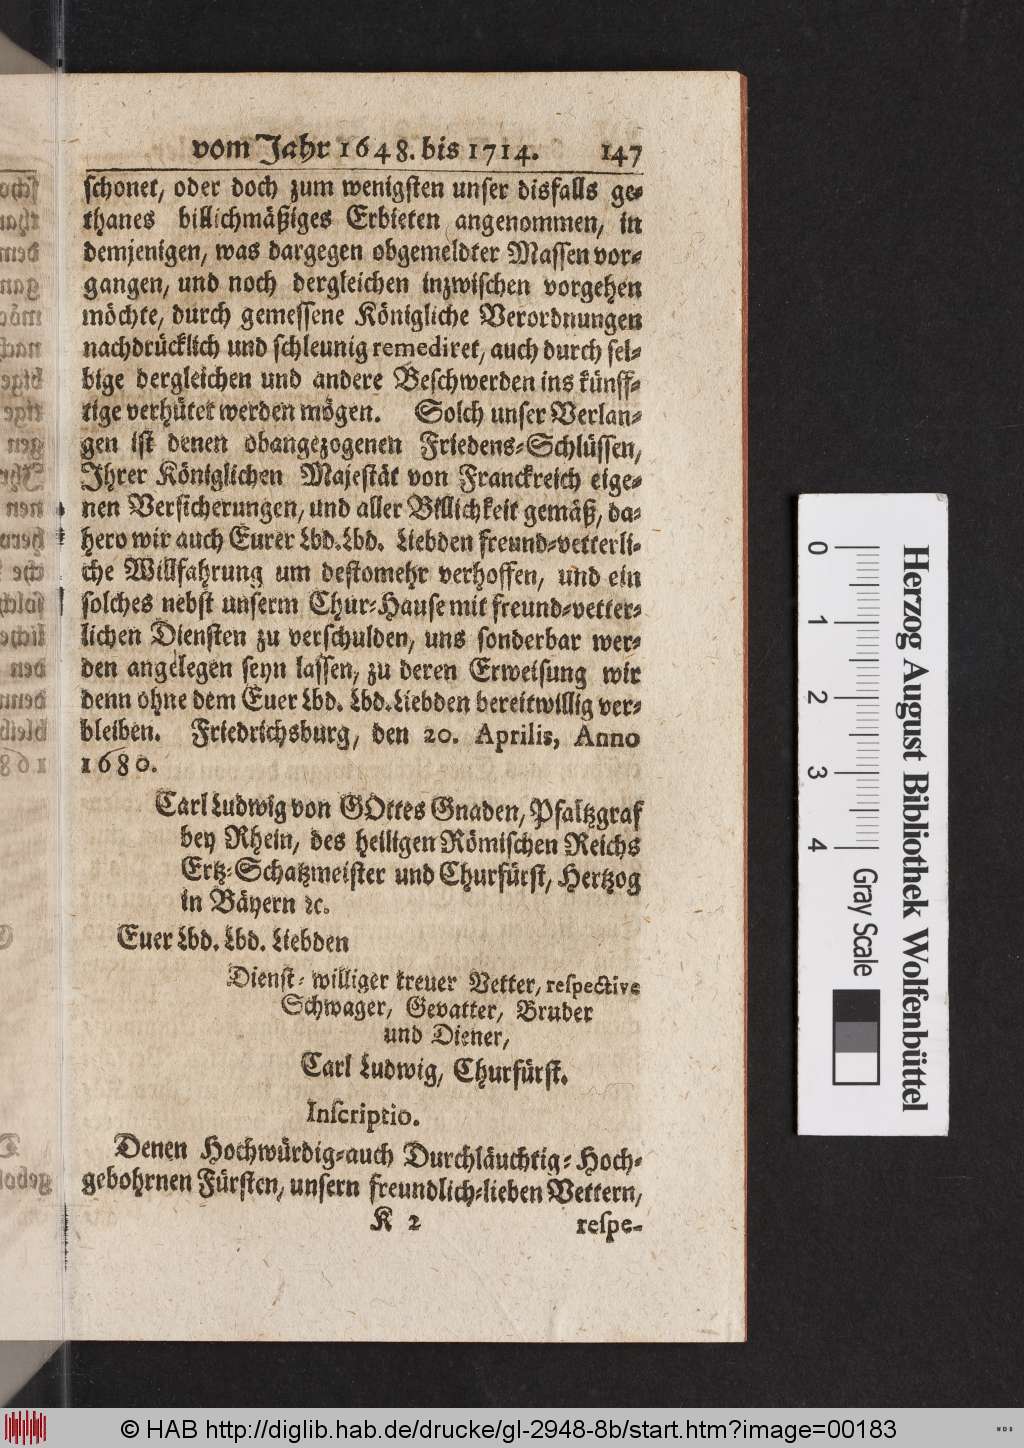 vom Jahr 1648. bis 1714. 147
schonet, oder doch zum wenigsten unser disfalls ge-
thanes billichmäßiges Erbieten angenommen, in
demjenigen, was dargegen obgemeldter Massen vor-
gangen, und noch dergleichen inzwischen vorgehen
möchte, durch gemessene Königliche Verordnungen
nachdrücklich und schleunig remediret, auch durch sel-
bige dergleichen und andere Beschwerden ins künff-
tige verhütet werden mögen. Solch unser Verlan-
gen ist denen obangezogenen Friedens-Schlüssen,
Ihrer Königlichen Majestät von Franckreich eige-
nen Versicherungen, und aller Billichkeit gemäß, da-
hero wir auch Eurer Lbd. Lbd. Liebden freund-vetterli-
che Willfahrung um destomehr verhoffen, und ein
solches nebst unserm Chur-Hause mit freund-vetter-
lichen Diensten zu verschulden, uns sonderbar wer-
den angelegen seyn lassen, zu deren Erweisung wir
denn ohne dem Euer Lbd. Lbd. Liebden bereitwillig ver-
bleiben. Friedrichsburg, den 20. Aprilis, Anno
1680.
Carl Ludwig von GOttes Gnaden, Pfaltzgraf
bey Rhein, des heiligen Römischen Reichs
Ertz-Schatzmeister und Churfürst, Hertzog
in Bäyern ꝛc.
Euer Lbd. Lbd. Liebden
Dienst-williger treuer Vetter, respective
Schwager, Gevatter, Bruder
und Diener,
Carl Ludwig, Churfürst.
Inscriptio.
Denen Hochwürdig-auch Durchläuchtig-Hoch-
gebohrnen Fürsten, unsern freundlich-lieben Vettern,
K 2 respe-
Herzog August Bibliothek Wolfenbüttel
0 1 2 3 4 Gray Scale
© HAB http://diglib.hab.de/drucke/gl-2948-8b/start.htm?image=00183